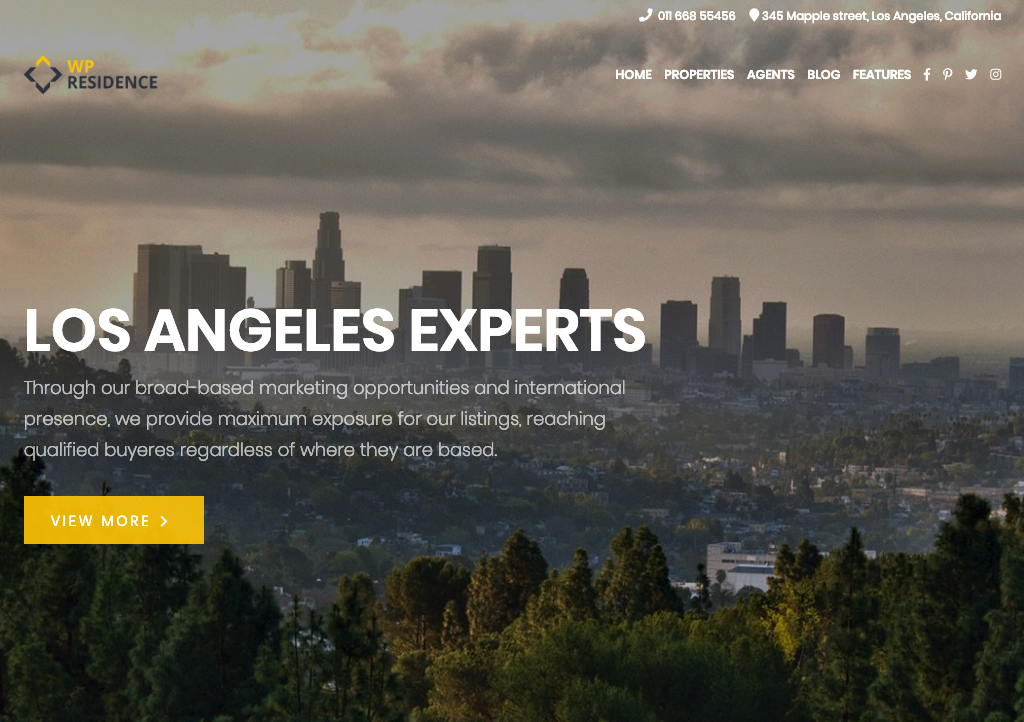 011 668 55456 345 Mapple street, Los Angeles, California
WP
RESIDENCE
HOME PROPERTIES AGENTS BLOG FEATURES
LOS ANGELES EXPERTS
Through our broad-based marketing opportunities and international
presence, we provide maximum exposure for our listings, reaching
qualified buyeres regardless of where they are based.
VIEW MORE